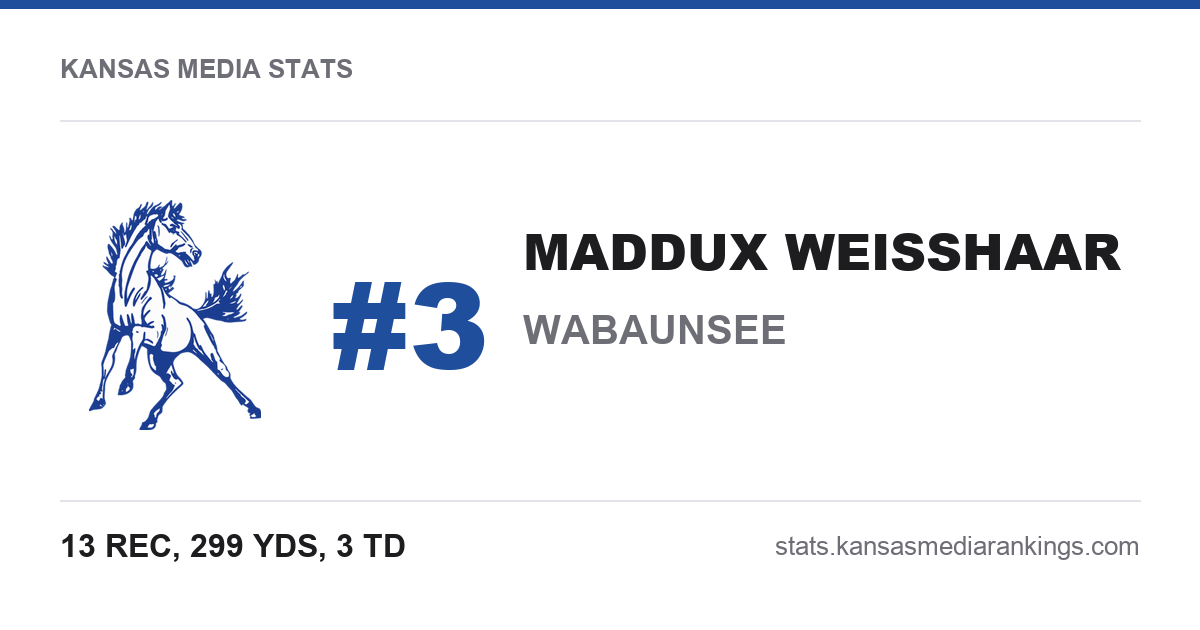 KANSAS MEDIA STATS
#3
MADDUX WEISSHAAR
WABAUNSEE
13 REC, 299 YDS, 3 TD
stats.kansasmediarankings.com